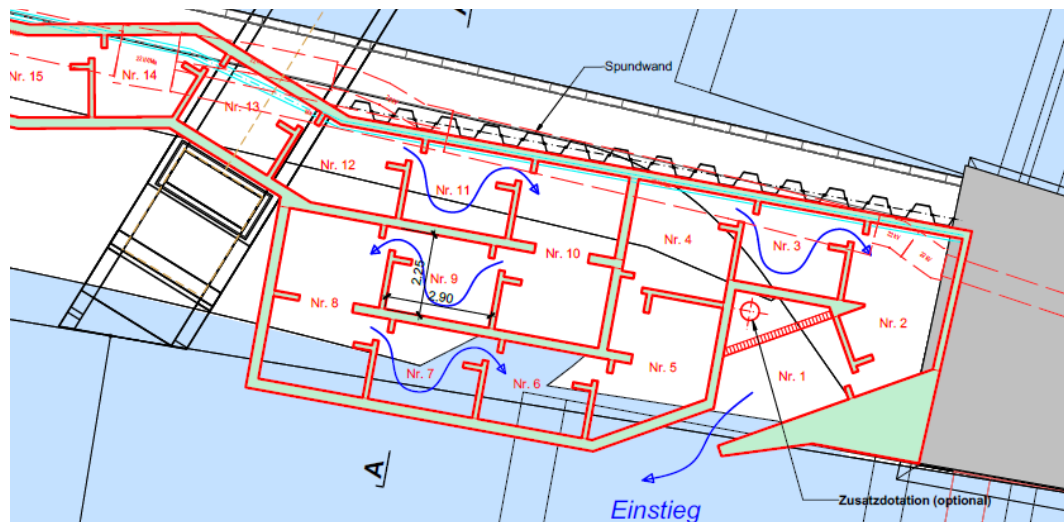 Spundwand
Nr. 15
Nr. 14
Nr. 13
Nr. 12
Nr. 11
Nr. 10
Nr. 9
2,25
2,90
Nr. 8
Nr. 7
Nr. 6
Nr. 5
Nr. 4
Nr. 3
Nr. 2
Nr. 1
A
Zusatzdotation (optional)
Einstieg